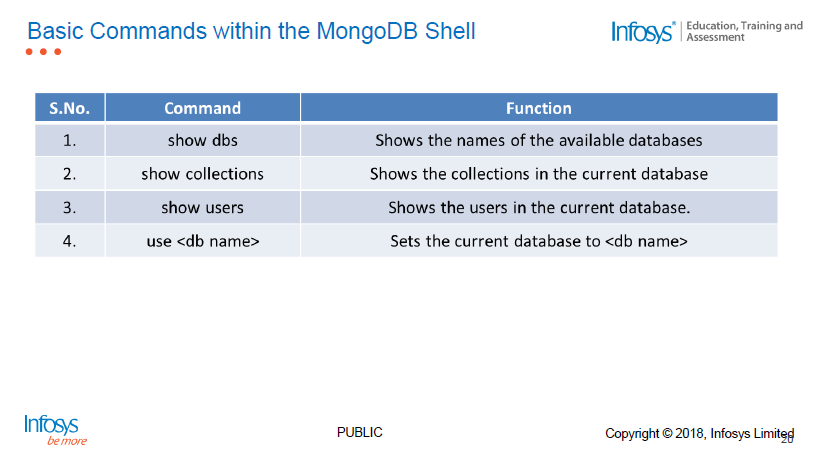 Basic Commands within the MongoDB Shell
Infosys® | Education, Training and
Assessment
S.No. Command Function
1. show dbs Shows the names of the available databases
2. show collections Shows the collections in the current database
3. show users Shows the users in the current database.
4. use <db name> Sets the current database to <db name>
Infosys
be more
PUBLIC
Copyright © 2018, Infosys Limited
20